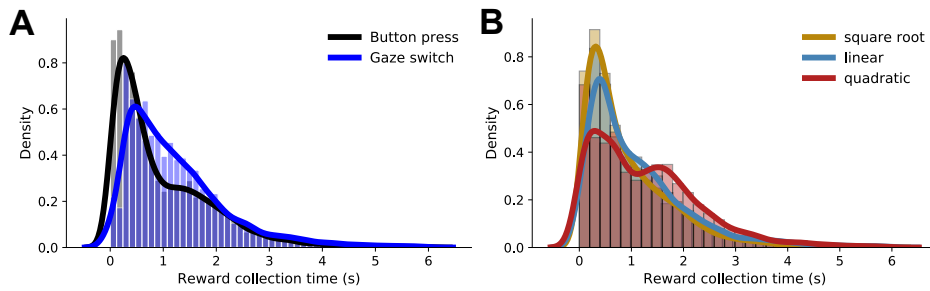 A
Button press
Gaze switch
Density
0.8
0.6
0.4
0.2
0.0
0 1 2 3 4 5 6
Reward collection time (s)
B
square root
linear
quadratic
Density
0.8
0.6
0.4
0.2
0.0
0 1 2 3 4 5 6
Reward collection time (s)